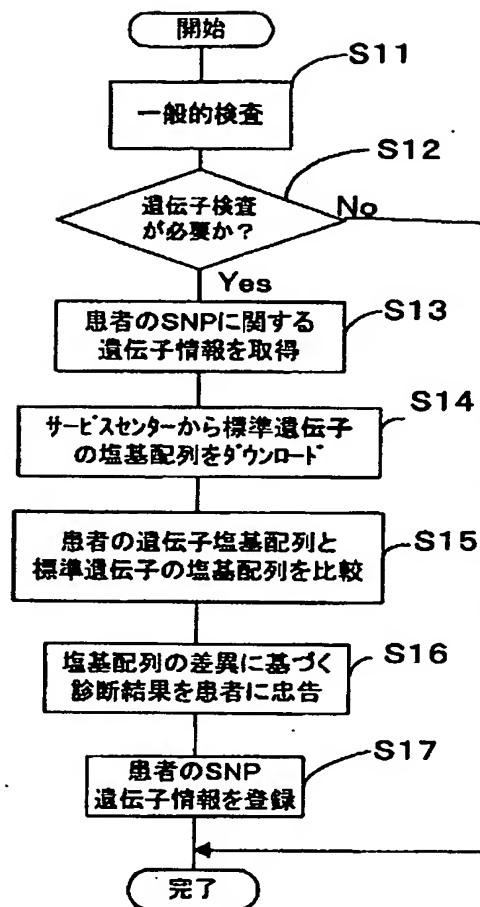 開始
S11
一般的検査
S12
遺伝子検査
が必要か?
No
Yes
S13
患者のSNPに関する
遺伝子情報を取得
S14
サービスセンターから標準遺伝子
の塩基配列をダウンロード
S15
患者の遺伝子塩基配列と
標準遺伝子の塩基配列を比較
S16
塩基配列の差異に基づく
診断結果を患者に忠告
S17
患者のSNP
遺伝子情報を登録
完了